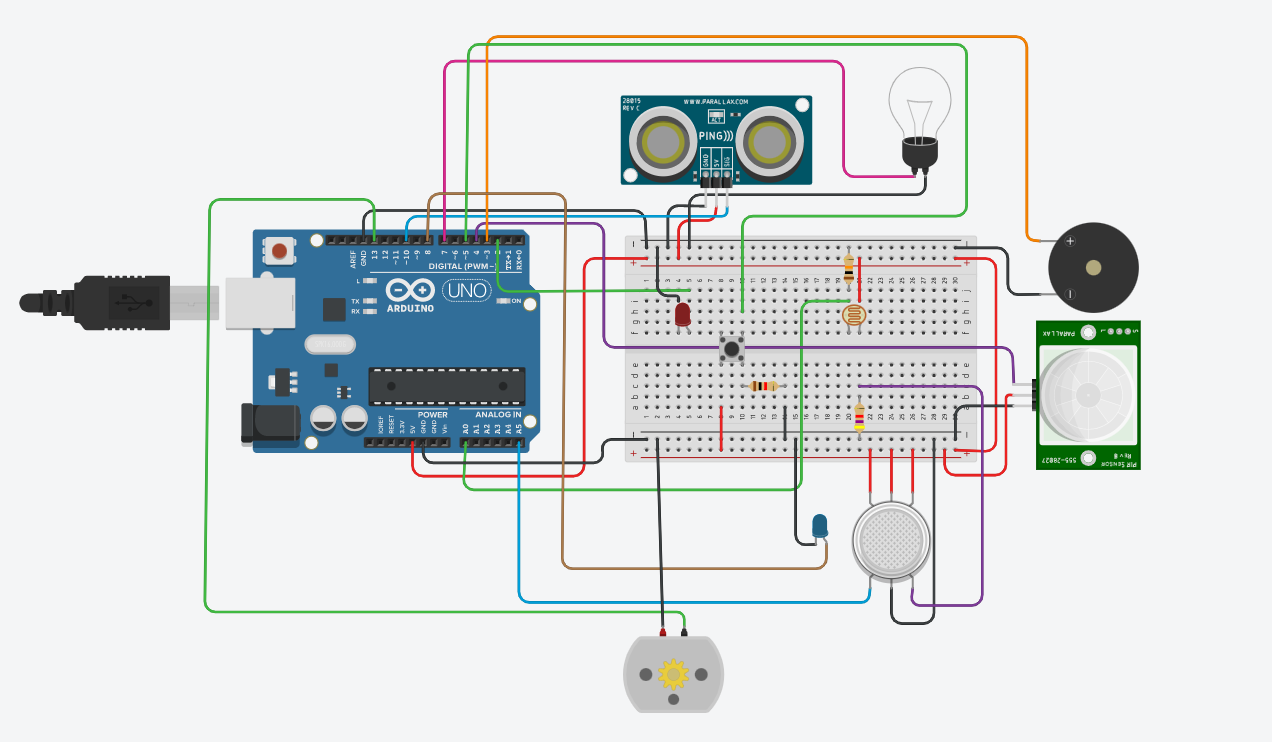 28015
REV C
WWW.PARALLAX.COM
ACT
PING)))
GND
5V
SIG
AREF
GND
13
12
~11
~10
~9
8
7
~6
~5
4
~3
2
TX→1
RX←0
DIGITAL (PWM~)
L
TX
RX
ARDUINO
UNO
ON
POWER
ANALOG IN
IOREF
RESET
3.3V
5V
GND
GND
Vin
A0
A1
A2
A3
A4
A5
j
i
h
g
f
e
d
c
b
a
PARALLAX
PIR SENSOR
Rev B
555-28027